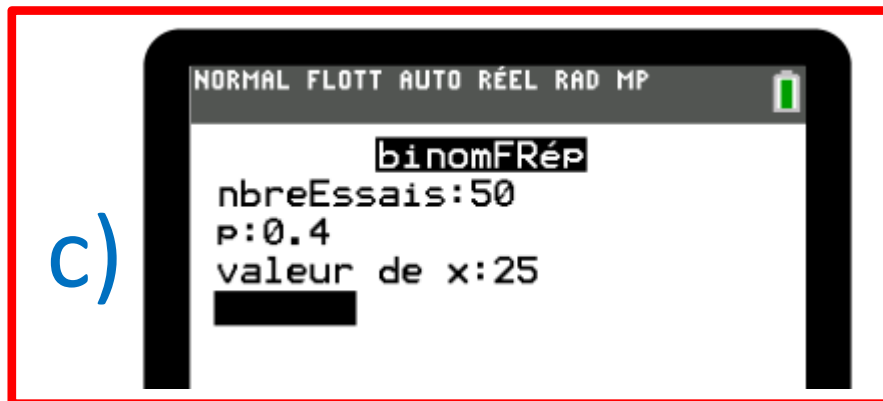 NORMAL FLOTT AUTO RÉEL RAD MP
binomFRép
nbreEssais:50
p:0.4
valeur de x:25
c)